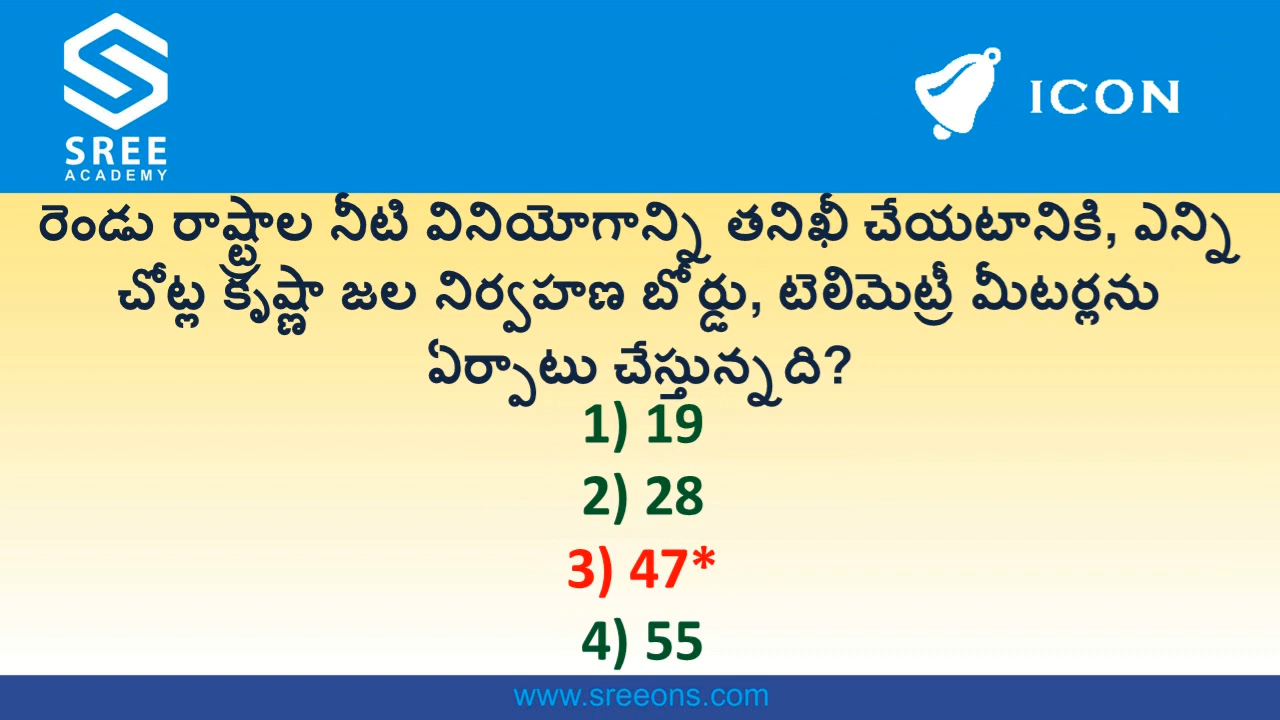 SREE
ACADEMY
ICON
రెండు రాష్ట్రాల నీటి వినియోగాన్ని తనిఖీ చేయటానికి, ఎన్ని
చోట్ల కృష్ణా జల నిర్వహణ బోర్డు, టెలిమెట్రీ మీటర్లను
ఏర్పాటు చేస్తున్నది?
1) 19
2) 28
3) 47*
4) 55
www.sreeons.com